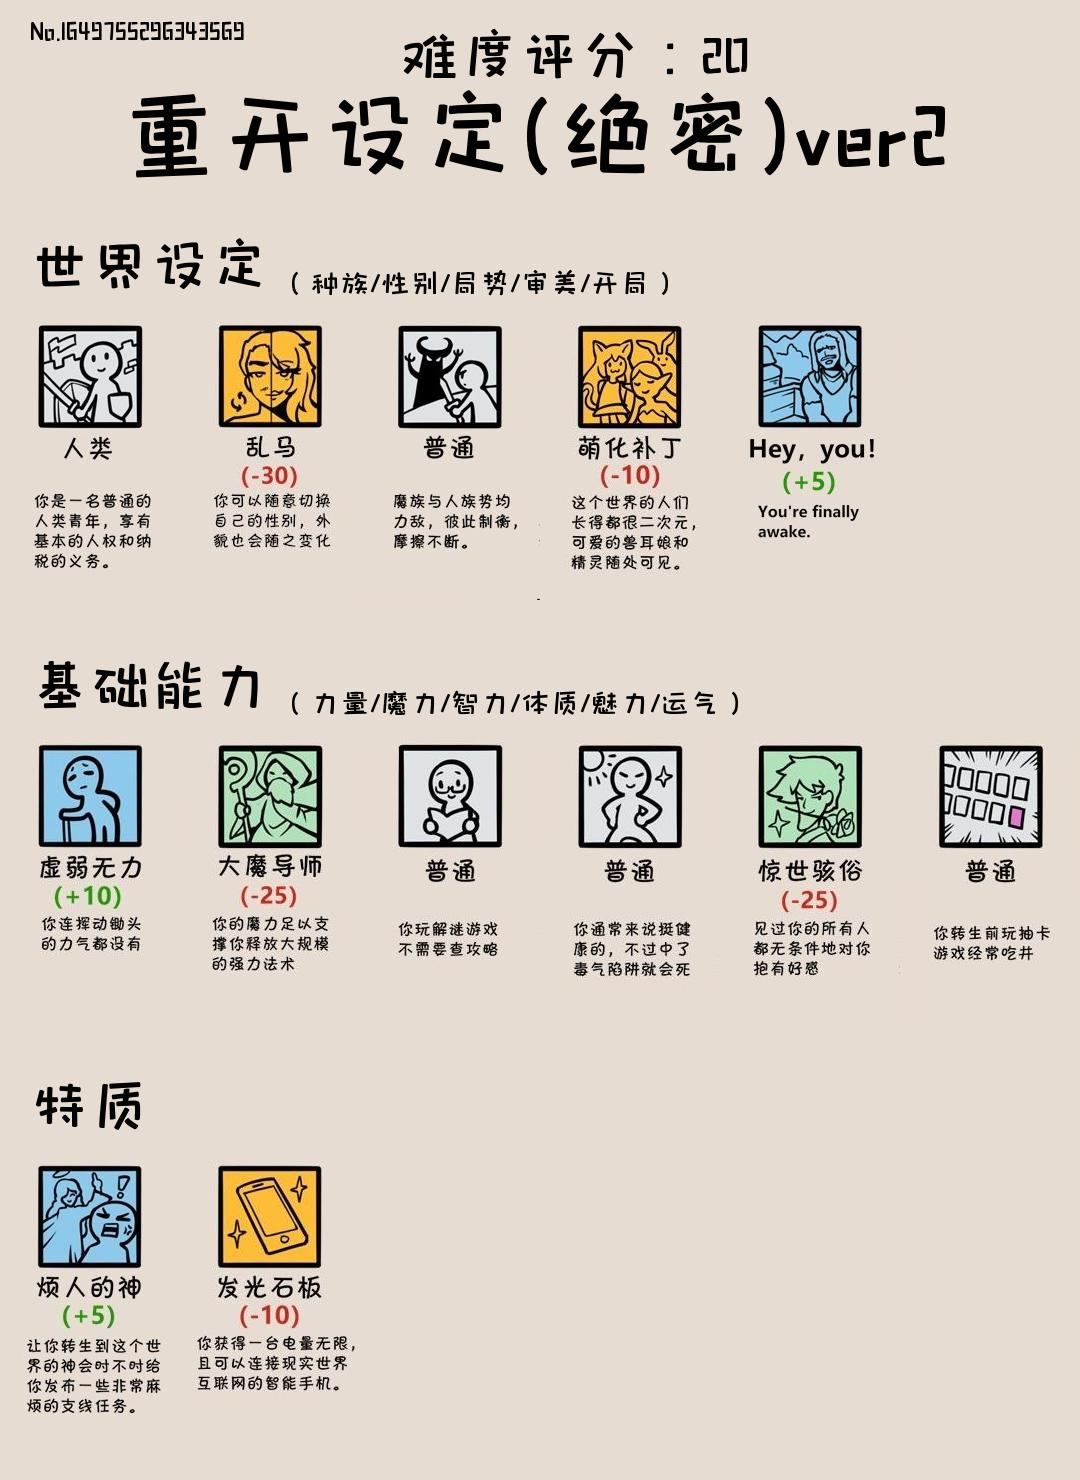 No.1649755296343569
难度评分：20
重开设定(绝密)ver2
世界设定 （种族/性别/局势/审美/开局）
人类
你是一名普通的
人类青年，享有
基本的人权和纳
税的义务。
乱马
(-30)
你可以随意切换
自己的性别，外
貌也会随之变化
普通
魔族与人族势均
力敌，彼此制衡，
摩擦不断。
萌化补丁
(-10)
这个世界的人们
长得都很二次元，
可爱的兽耳娘和
精灵随处可见。
Hey, you!
(+5)
You're finally
awake.
基础能力 （力量/魔力/智力/体质/魅力/运气）
虚弱无力
(+10)
你连挥动锄头
的力气都没有
大魔导师
(-25)
你的魔力足以支
撑你释放大规模
的强力法术
普通
你玩解谜游戏
不需要查攻略
普通
你通常来说挺健
康的，不过中了
毒气陷阱就会死
惊世骇俗
(-25)
见过你的所有人
都无条件地对你
抱有好感
普通
你转生前玩抽卡
游戏经常吃井
特质
烦人的神
(+5)
让你转生到这个世
界的神会时不时给
你发布一些非常麻
烦的支线任务。
发光石板
(-10)
你获得一台电量无限，
且可以连接现实世界
互联网的智能手机。